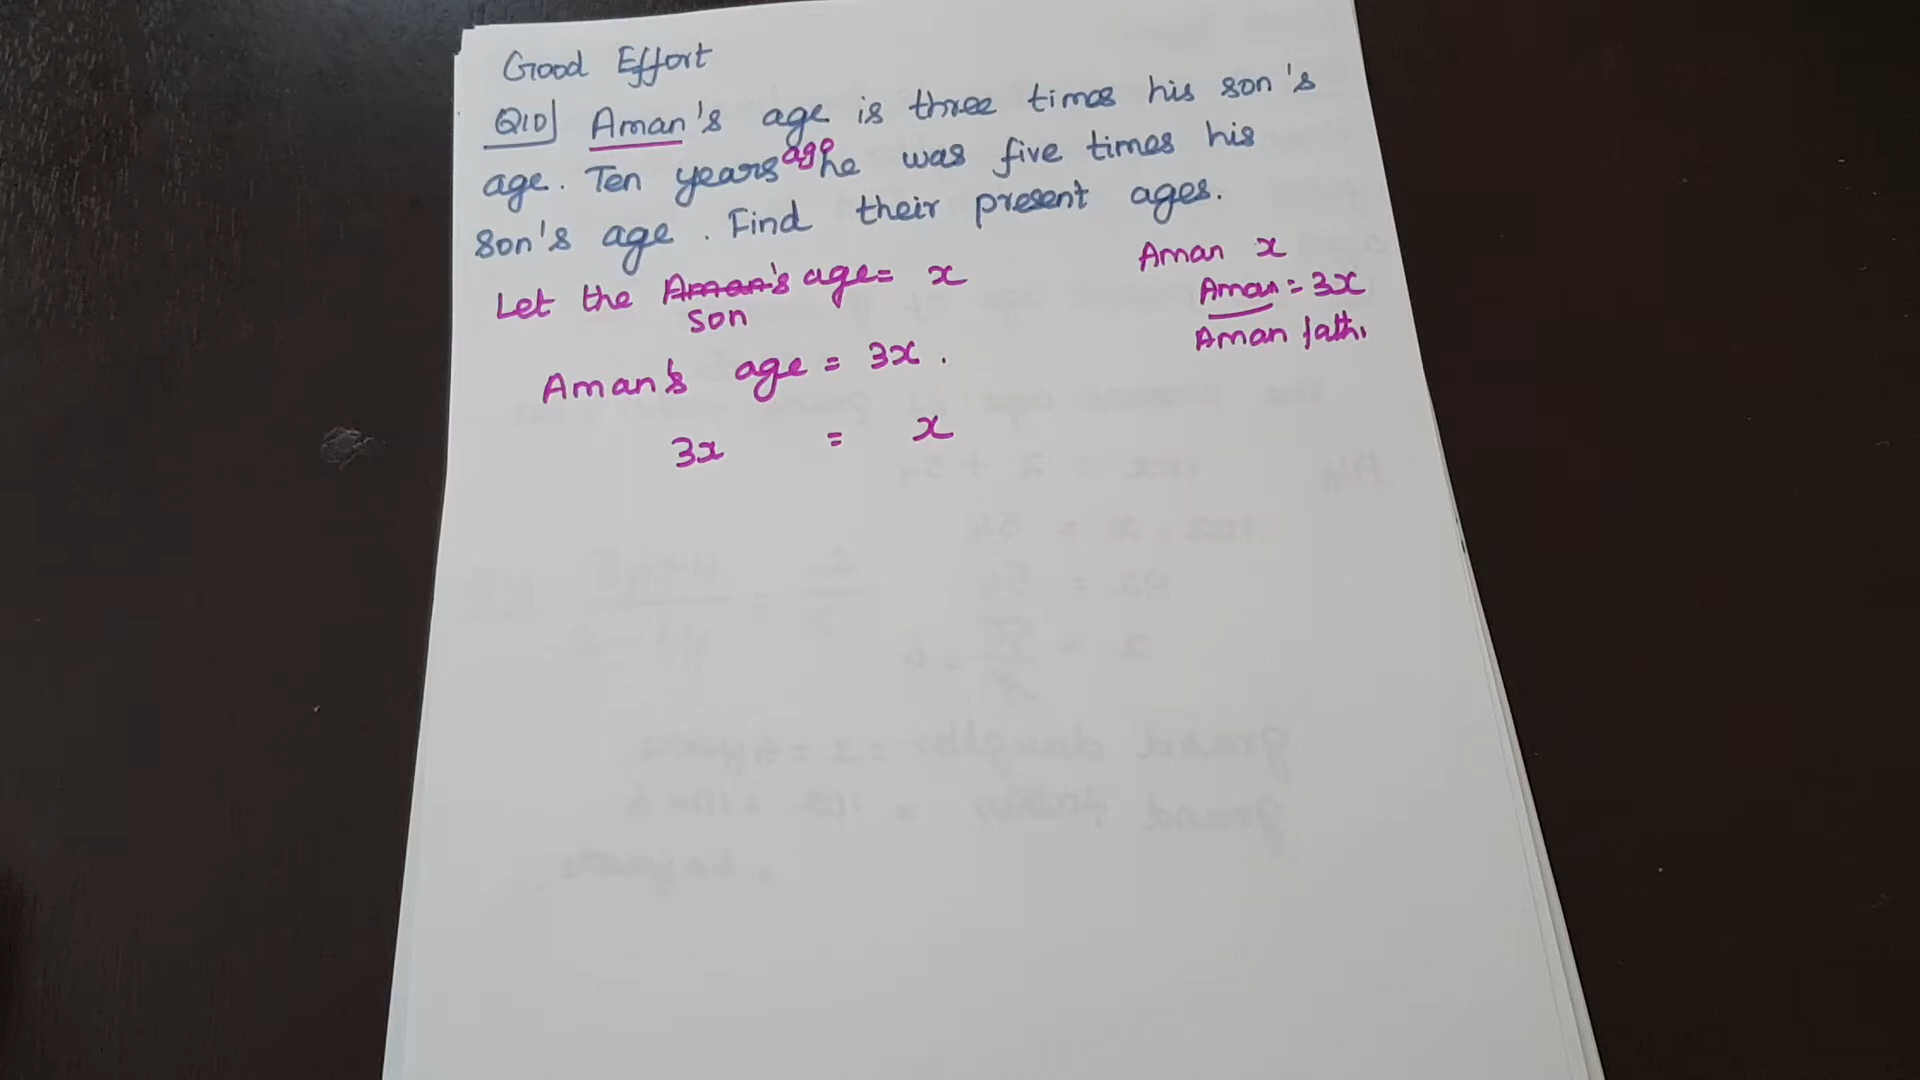 Good Effort
Q10] Aman's age is three times his son's
age. Ten years ago he was five times his
son's age. Find their present ages.
Let the Aman's age = x
son
Aman x
Aman = 3x
Aman fath
Aman's age = 3x.
3x = x